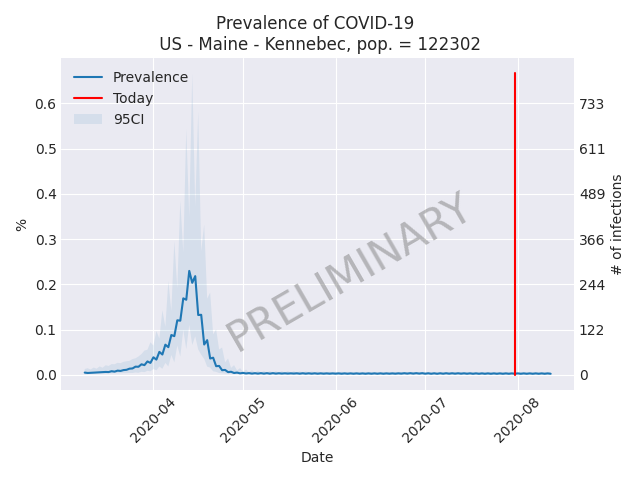 Prevalence of COVID-19
US - Maine - Kennebec, pop. = 122302
Prevalence
Today
95CI
0.6
0.5
0.4
0.3
0.2
0.1
0.0
%
733
611
489
366
244
122
0
# of infections
PRELIMINARY
2020-04
2020-05
2020-06
2020-07
2020-08
Date